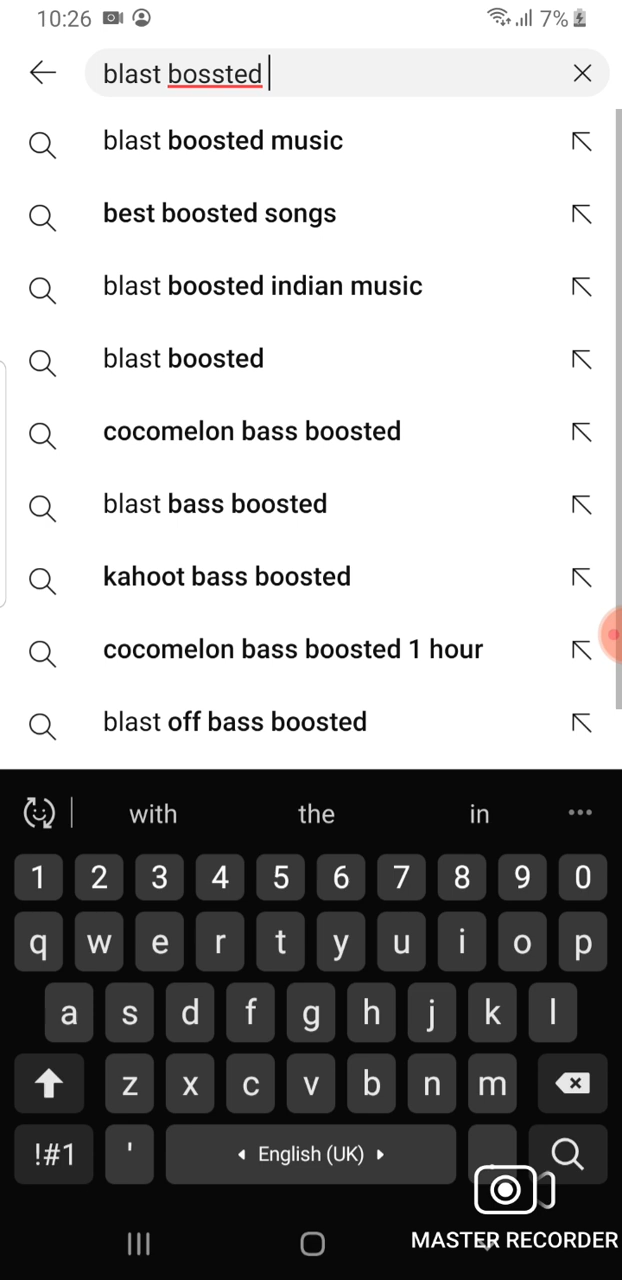 10:26 7%
blast bossted
blast boosted music
best boosted songs
blast boosted indian music
blast boosted
cocomelon bass boosted
blast bass boosted
kahoot bass boosted
cocomelon bass boosted 1 hour
blast off bass boosted
with the in
1 2 3 4 5 6 7 8 9 0
q w e r t y u i o p
a s d f g h j k l
z x c v b n m
!#1 ' English (UK)
MASTER RECORDER